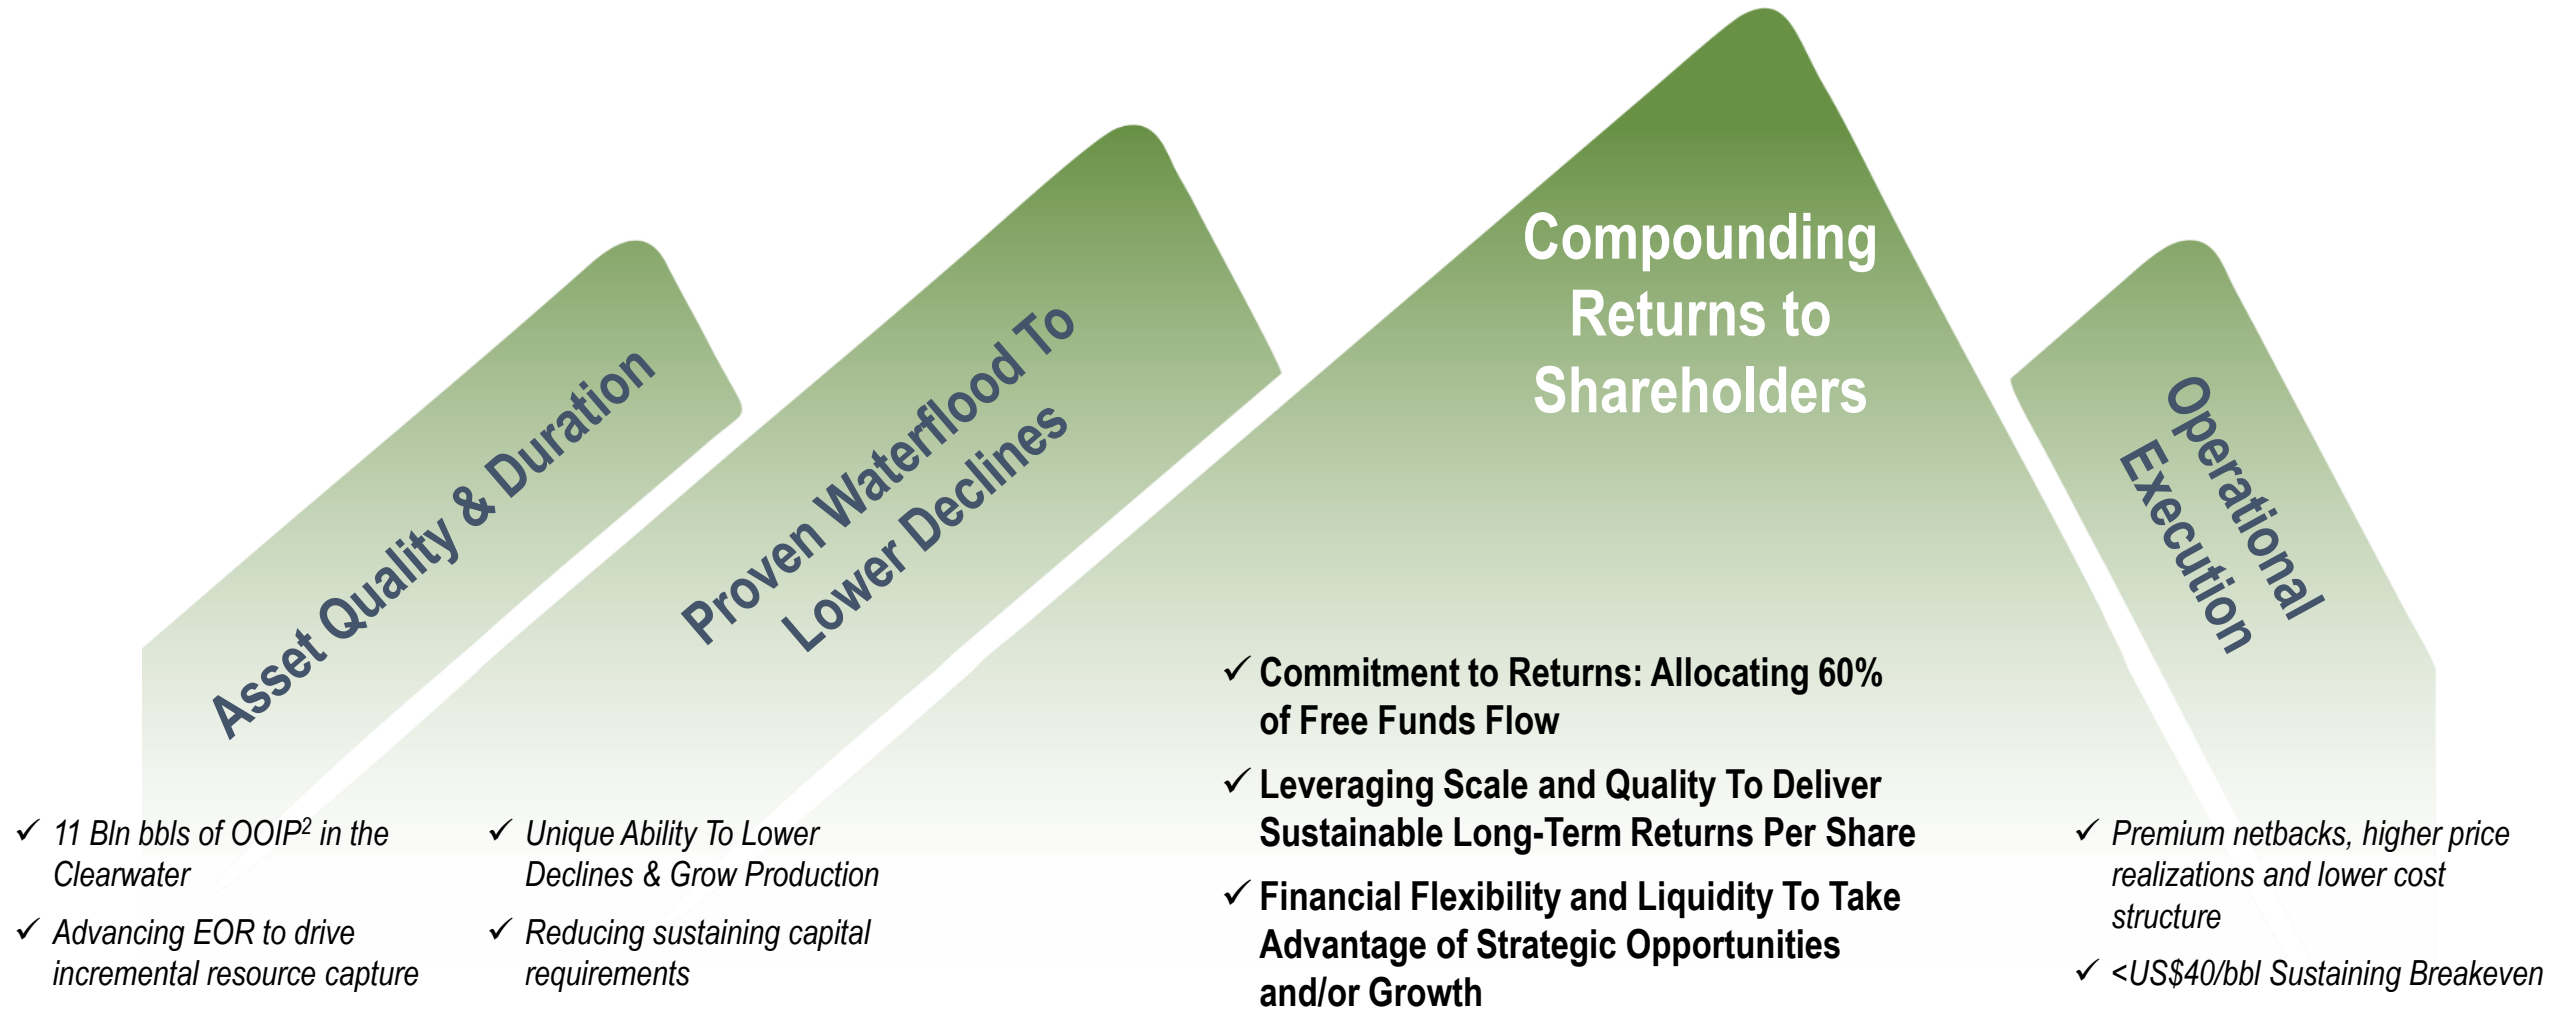 Asset Quality & Duration
✓ 11 Bln bbls of OOIP² in the
Clearwater
✓ Advancing EOR to drive
incremental resource capture
Proven Waterflood To
Lower Declines
✓ Unique Ability To Lower
Declines & Grow Production
✓ Reducing sustaining capital
requirements
Compounding
Returns to
Shareholders
✓ Commitment to Returns: Allocating 60%
of Free Funds Flow
✓ Leveraging Scale and Quality To Deliver
Sustainable Long-Term Returns Per Share
✓ Financial Flexibility and Liquidity To Take
Advantage of Strategic Opportunities
and/or Growth
Operational
Execution
✓ Premium netbacks, higher price
realizations and lower cost
structure
✓ <US$40/bbl Sustaining Breakeven